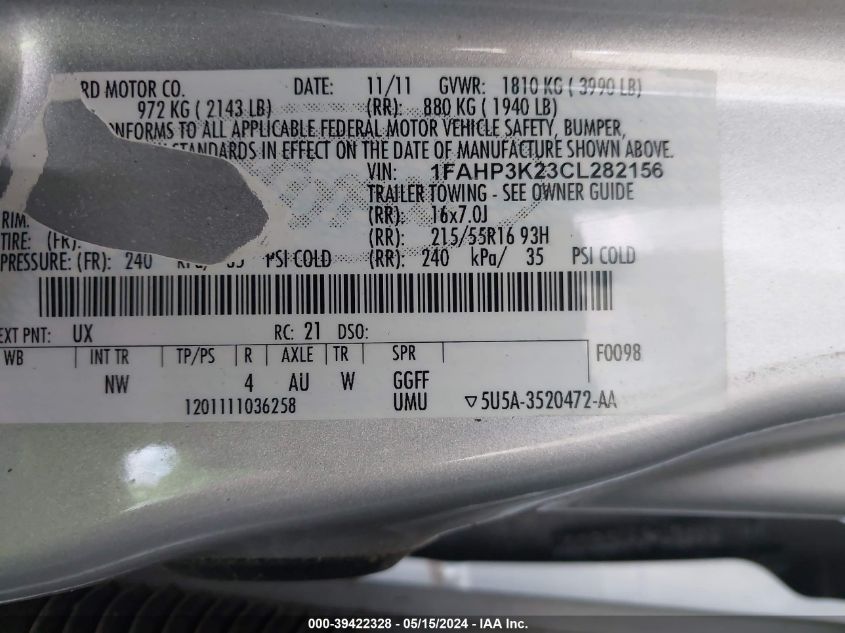 RD MOTOR CO. DATE: 11/11 GVWR: 1810 KG ( 3990 LB)
972 KG ( 2143 LB) (RR): 880 KG ( 1940 LB)
ONFORMS TO ALL APPLICABLE FEDERAL MOTOR VEHICLE SAFETY, BUMPER,
STANDARDS IN EFFECT ON THE DATE OF MANUFACTURE SHOWN ABOVE.
VIN: 1FAHP3K23CL282156
TRAILER TOWING - SEE OWNER GUIDE
RIM: (RR): 16x7.0J
TIRE: (FR): (RR): 215/55R16 93H
PRESSURE: (FR): 240 kPa/ 35 PSI COLD (RR): 240 kPa/ 35 PSI COLD
EXT PNT: UX RC: 21 DSO:
WB INT TR TP/PS R AXLE TR SPR F0098
NW 4 AU W GGFF
1201111036258 UMU ▽5U5A-3520472-AA
000-39422328 - 05/15/2024 - IAA Inc.